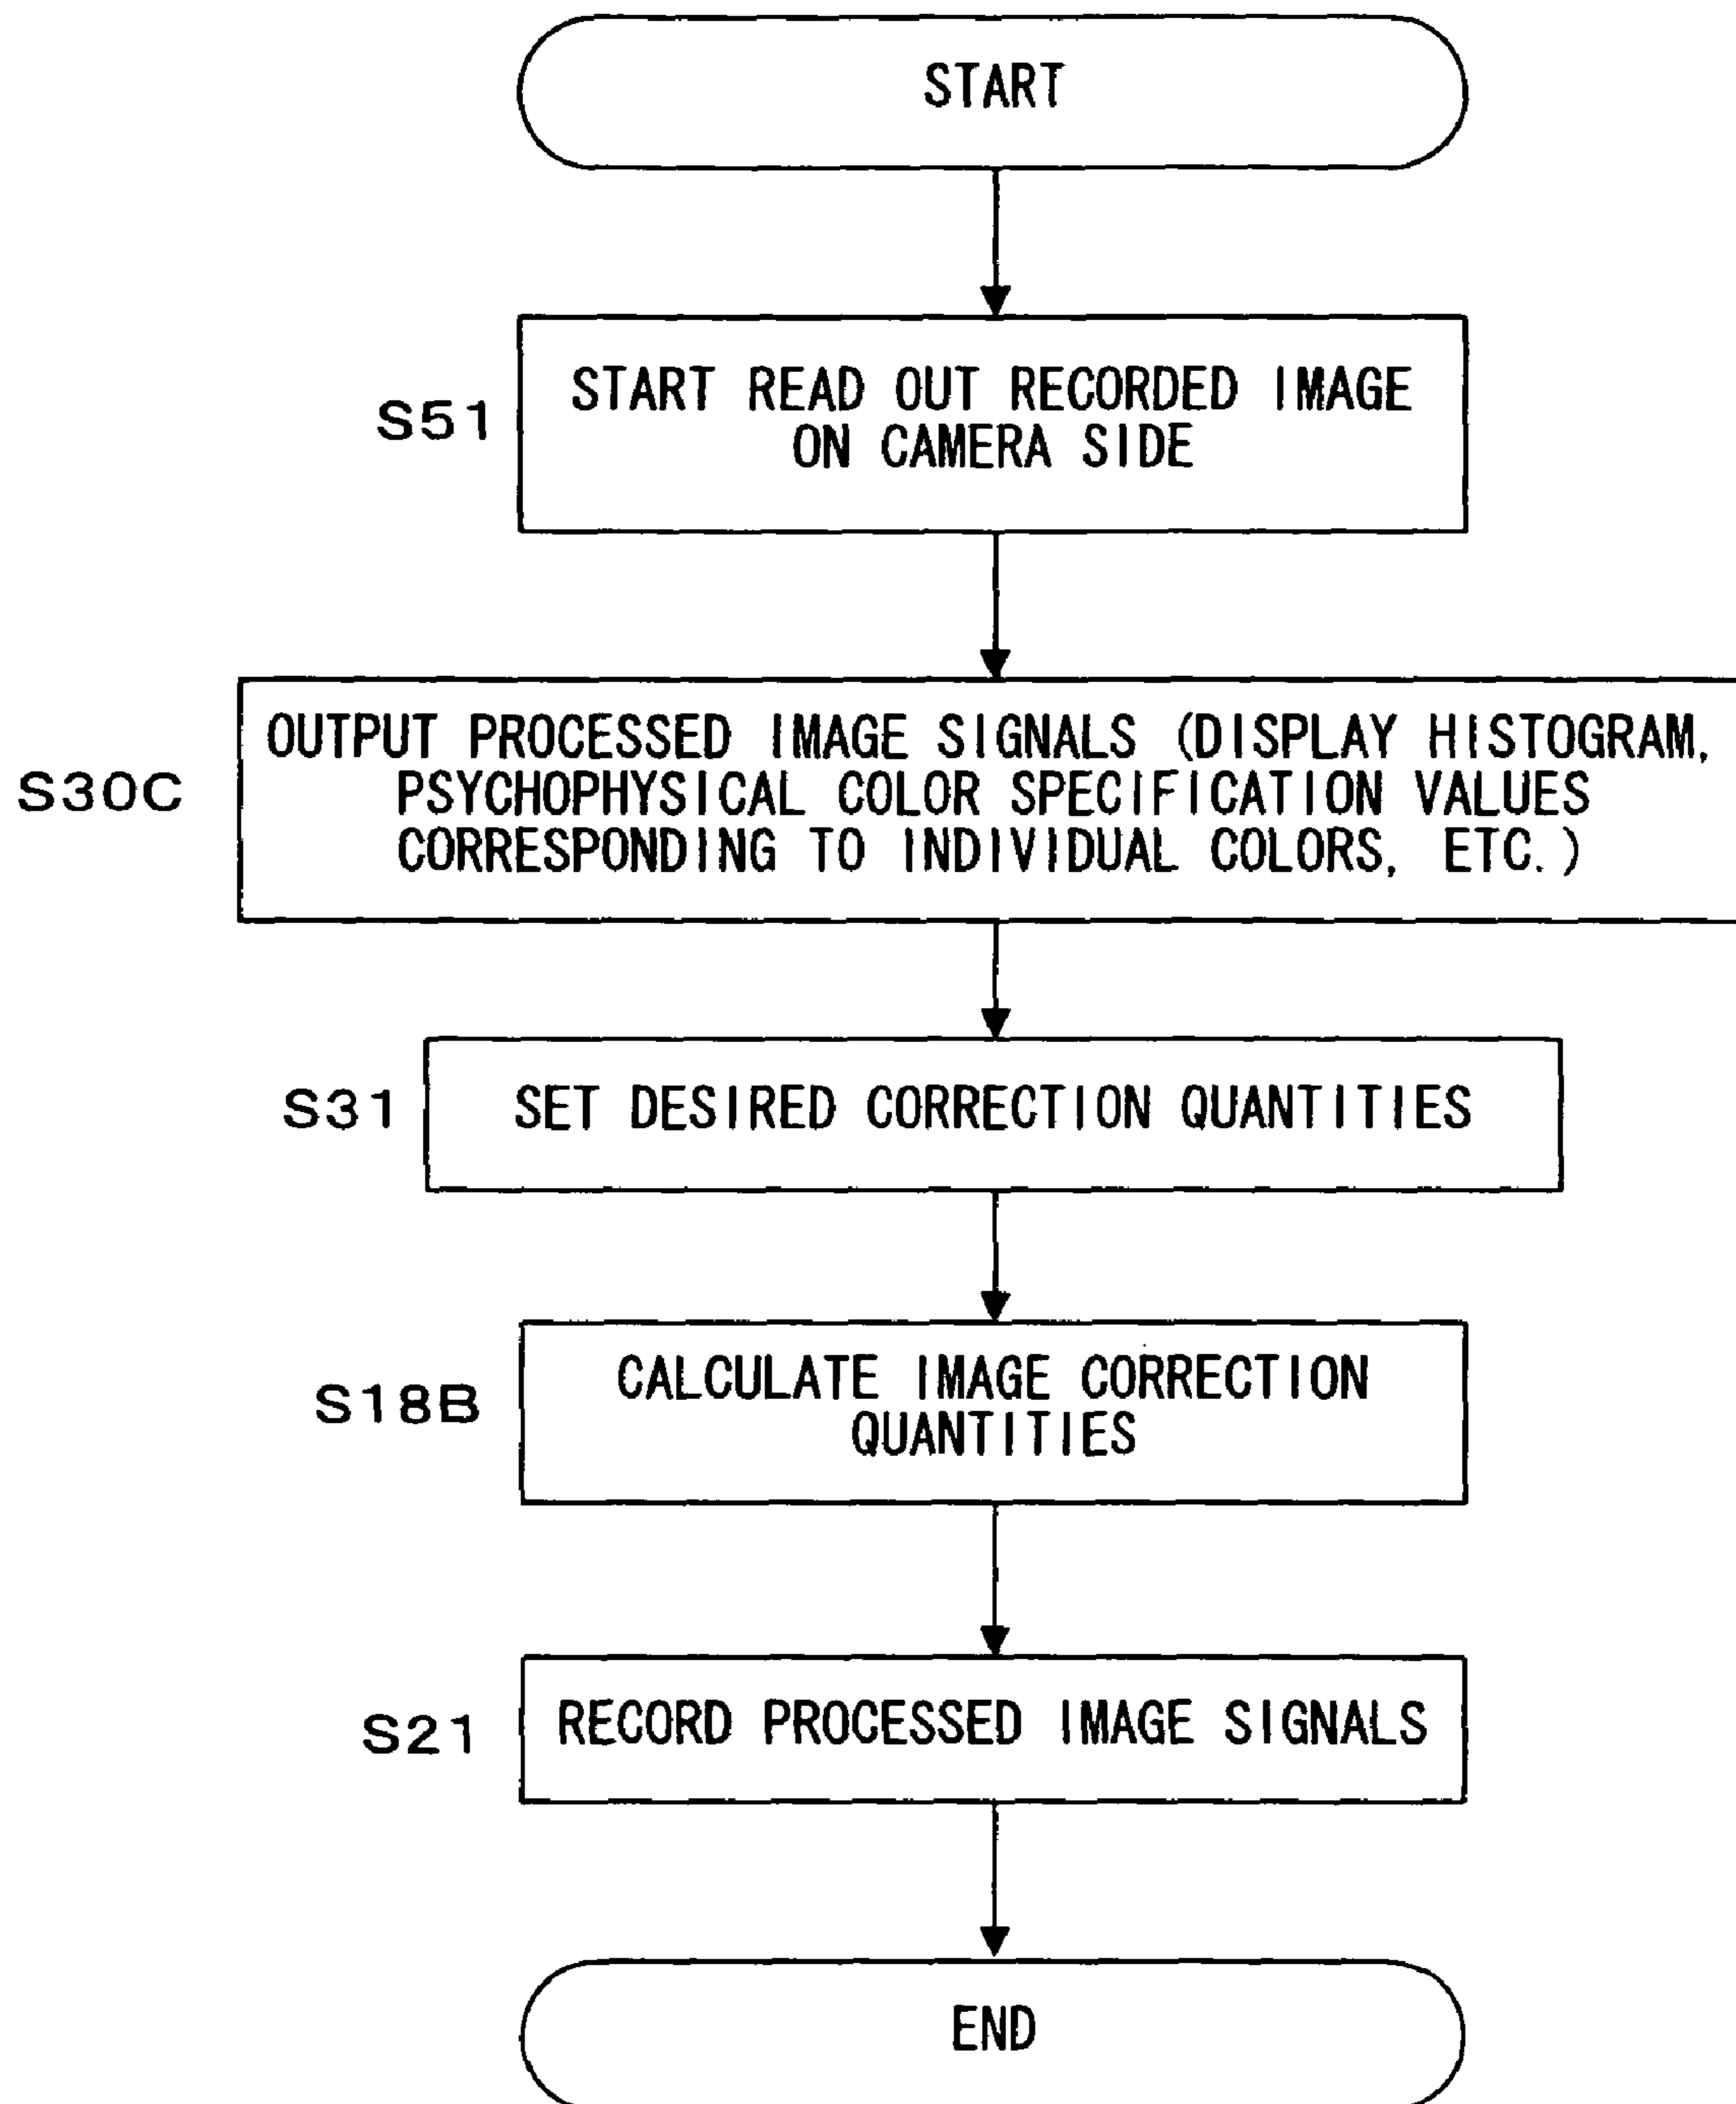 START
S51
START READ OUT RECORDED IMAGE
ON CAMERA SIDE
S30C
OUTPUT PROCESSED IMAGE SIGNALS (DISPLAY HISTOGRAM,
PSYCHOPHYSICAL COLOR SPECIFICATION VALUES
CORRESPONDING TO INDIVIDUAL COLORS, ETC.)
S31
SET DESIRED CORRECTION QUANTITIES
S18B
CALCULATE IMAGE CORRECTION
QUANTITIES
S21
RECORD PROCESSED IMAGE SIGNALS
END